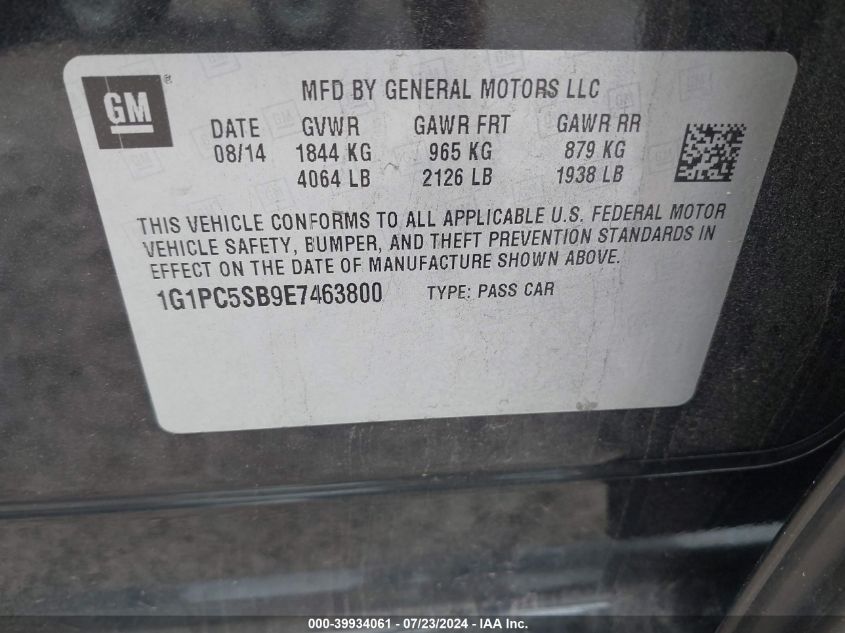 GM
®
MFD BY GENERAL MOTORS LLC
DATE GVWR GAWR FRT GAWR RR
08/14 1844 KG 965 KG 879 KG
4064 LB 2126 LB 1938 LB
THIS VEHICLE CONFORMS TO ALL APPLICABLE U.S. FEDERAL MOTOR
VEHICLE SAFETY, BUMPER, AND THEFT PREVENTION STANDARDS IN
EFFECT ON THE DATE OF MANUFACTURE SHOWN ABOVE.
1G1PC5SB9E7463800 TYPE: PASS CAR
000-39934061 - 07/23/2024 - IAA Inc.